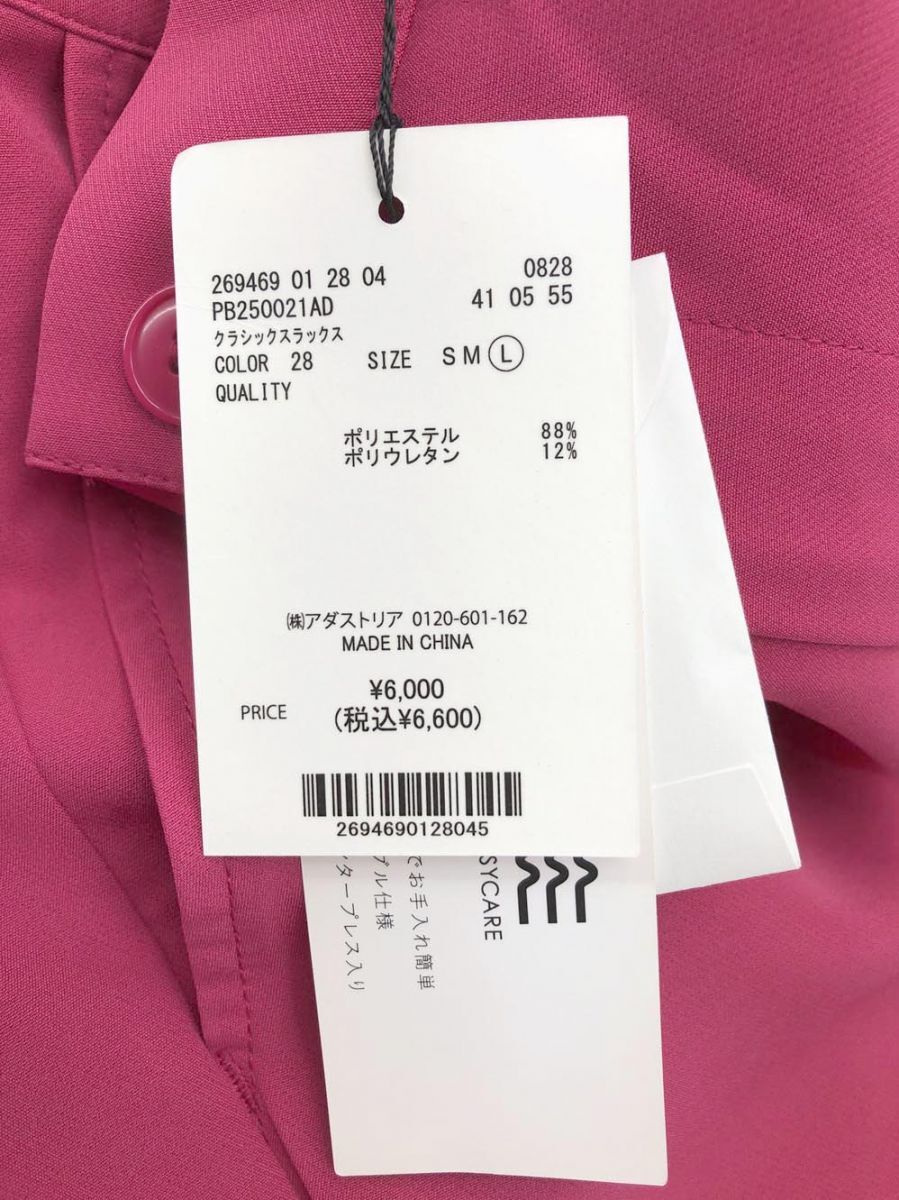 269469 01 28 04 0828
PB250021AD 41 05 55
クラシックスラックス
COLOR 28 SIZE S M L
QUALITY
ポリエステル 88%
ポリウレタン 12%
㈱アダストリア 0120-601-162
MADE IN CHINA
PRICE ¥6,000
(税込¥6,600)
2694690128045
SYCARE
でお手入れ簡単
ブル仕様
ンタープレス入り